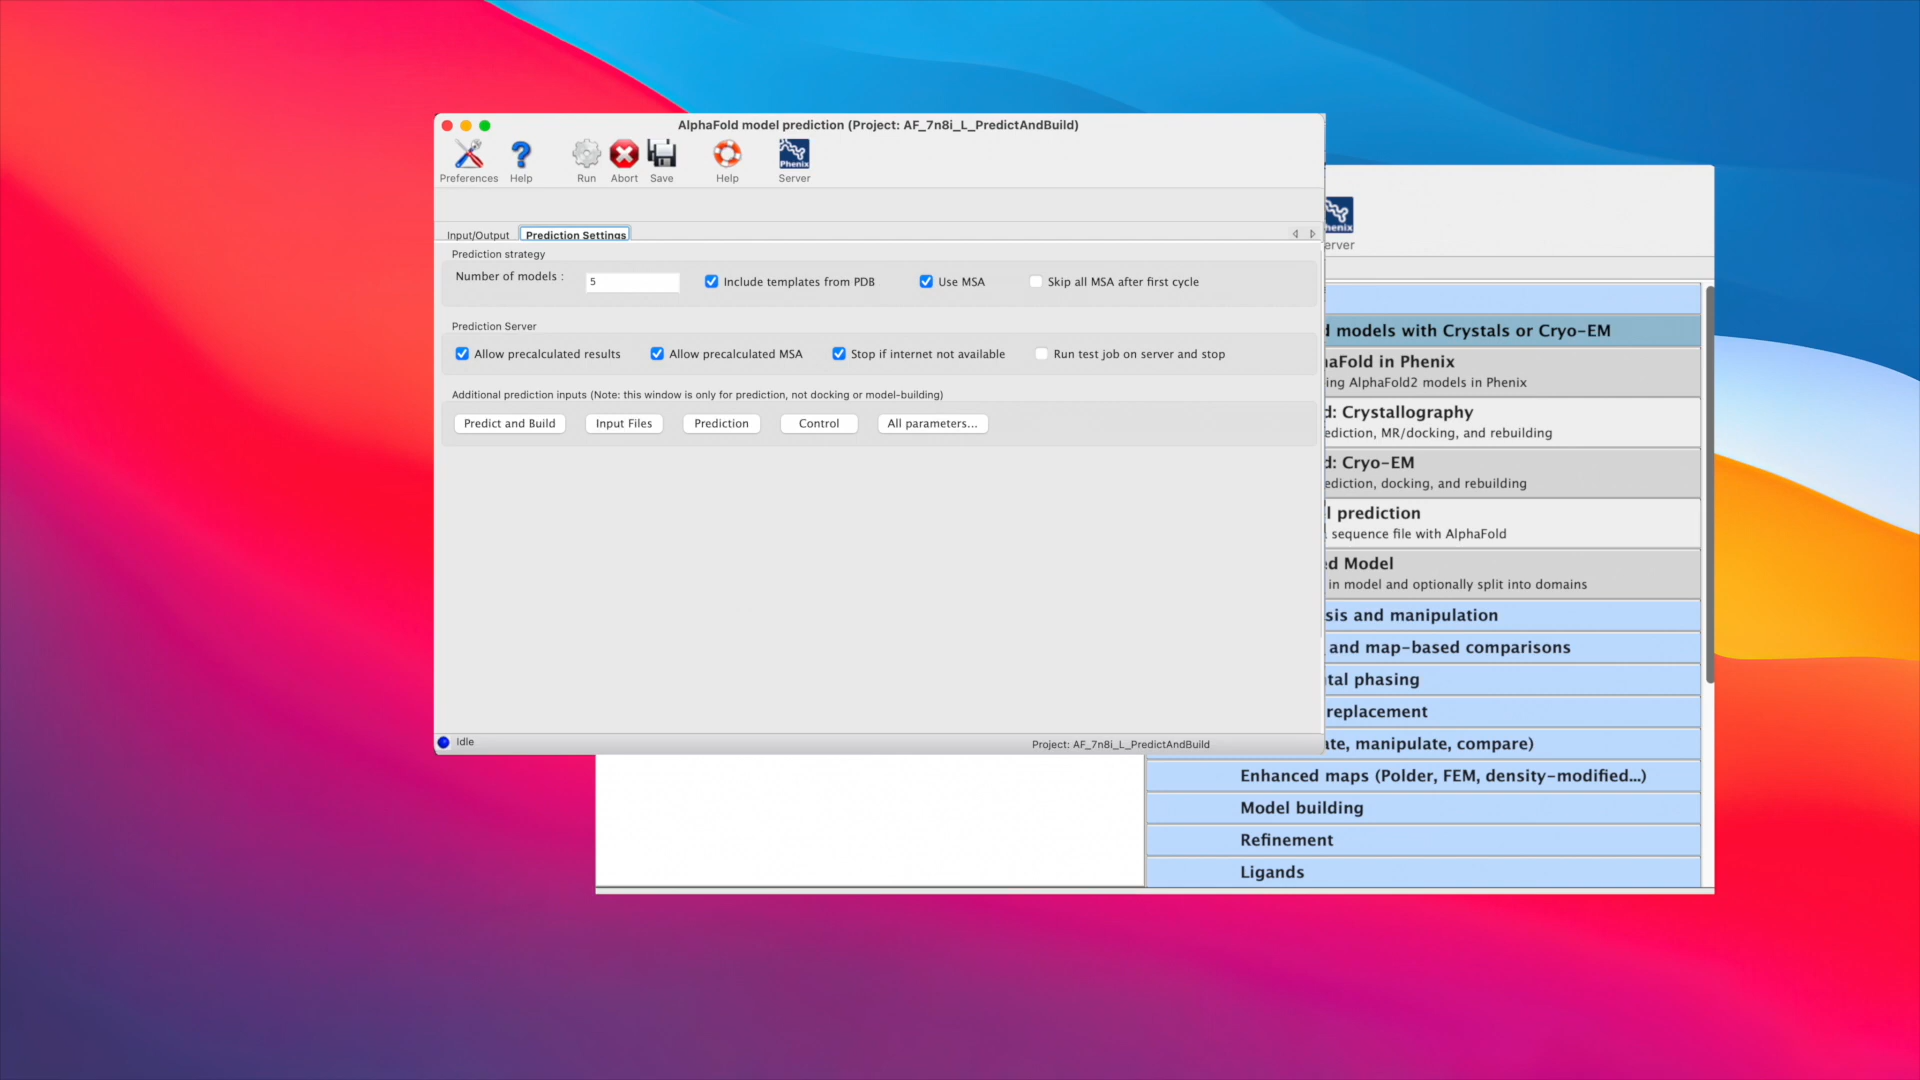 AlphaFold model prediction (Project: AF_7n8i_L_PredictAndBuild)
Preferences Help Run Abort Save Help Server
Phenix
Input/Output Prediction Settings
Prediction strategy
Number of models : 5 Include templates from PDB Use MSA Skip all MSA after first cycle
Prediction Server
Allow precalculated results Allow precalculated MSA Stop if internet not available Run test job on server and stop
Additional prediction inputs (Note: this window is only for prediction, not docking or model-building)
Predict and Build Input Files Prediction Control All parameters...
Idle
Project: AF_7n8i_L_PredictAndBuild
henix
erver
d models with Crystals or Cryo-EM
haFold in Phenix
ing AlphaFold2 models in Phenix
d: Crystallography
ediction, MR/docking, and rebuilding
d: Cryo-EM
ediction, docking, and rebuilding
l prediction
sequence file with AlphaFold
ed Model
in model and optionally split into domains
sis and manipulation
and map-based comparisons
tal phasing
replacement
ate, manipulate, compare)
Enhanced maps (Polder, FEM, density-modified...)
Model building
Refinement
Ligands